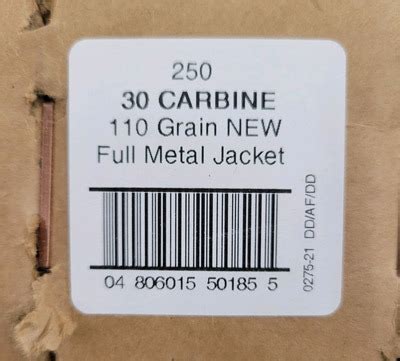 250
30 CARBINE
110 Grain NEW
Full Metal Jacket
04 806015 50185 5
0275-21 DD/AF/DD